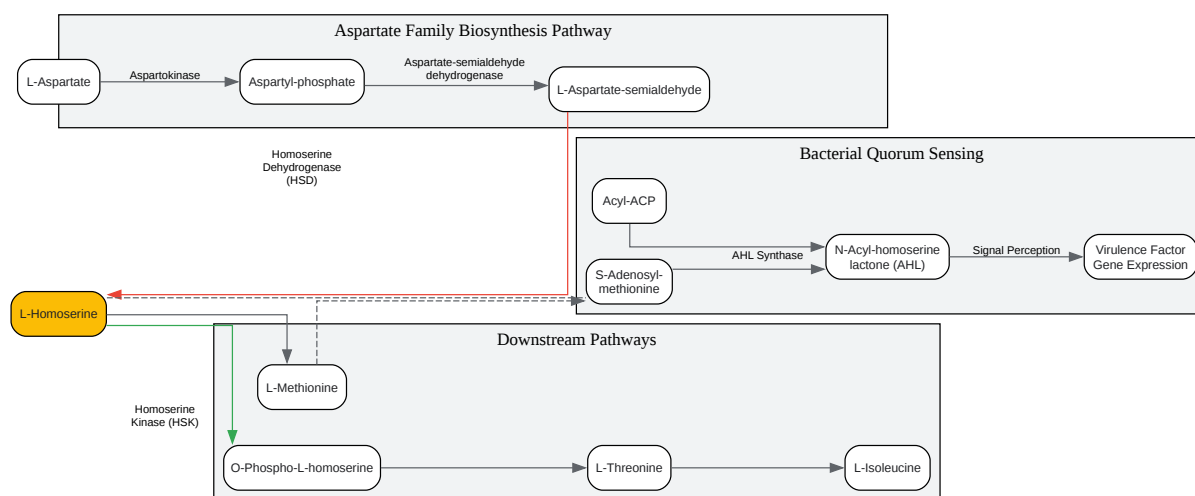 Aspartate Family Biosynthesis Pathway
L-Aspartate
Aspartokinase
Aspartyl-phosphate
Aspartate-semialdehyde
dehydrogenase
L-Aspartate-semialdehyde
Homoserine
Dehydrogenase
(HSD)
Bacterial Quorum Sensing
Acyl-ACP
AHL Synthase
S-Adenosyl-
methionine
N-Acyl-homoserine
lactone (AHL)
Signal Perception
Virulence Factor
Gene Expression
L-Homoserine
Downstream Pathways
L-Methionine
Homoserine
Kinase (HSK)
O-Phospho-L-homoserine
L-Threonine
L-Isoleucine